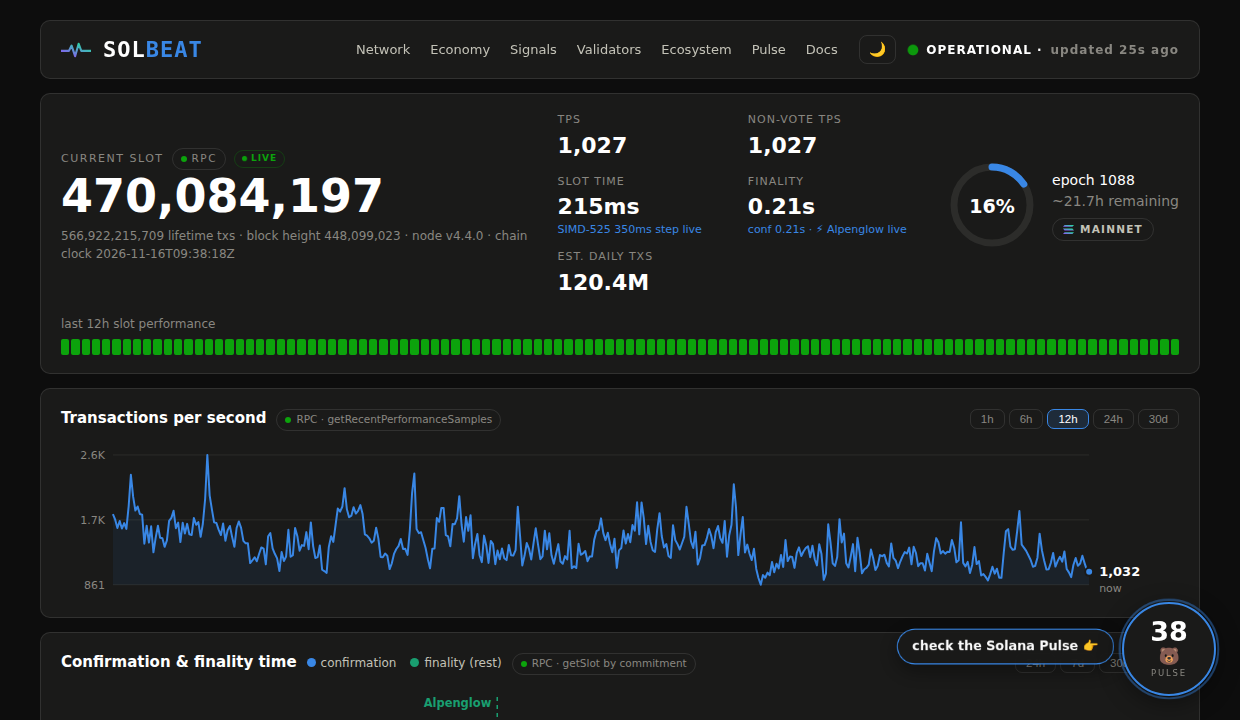 SOLBEAT
Network Economy Signals Validators Ecosystem Pulse Docs
OPERATIONAL · updated 25s ago
CURRENT SLOT RPC LIVE
470,084,197
566,922,215,709 lifetime txs · block height 448,099,023 · node v4.4.0 · chain
clock 2026-11-16T09:38:18Z
TPS
1,027
NON-VOTE TPS
1,027
SLOT TIME
215ms
SIMD-525 350ms step live
FINALITY
0.21s
conf 0.21s · ⚡ Alpenglow live
EST. DAILY TXS
120.4M
16%
epoch 1088
~21.7h remaining
MAINNET
last 12h slot performance
Transactions per second RPC · getRecentPerformanceSamples
1h 6h 12h 24h 30d
2.6K
1.7K
861
1,032
now
Confirmation & finality time confirmation finality (rest) RPC · getSlot by commitment
Alpenglow
check the Solana Pulse 👉
38
PULSE